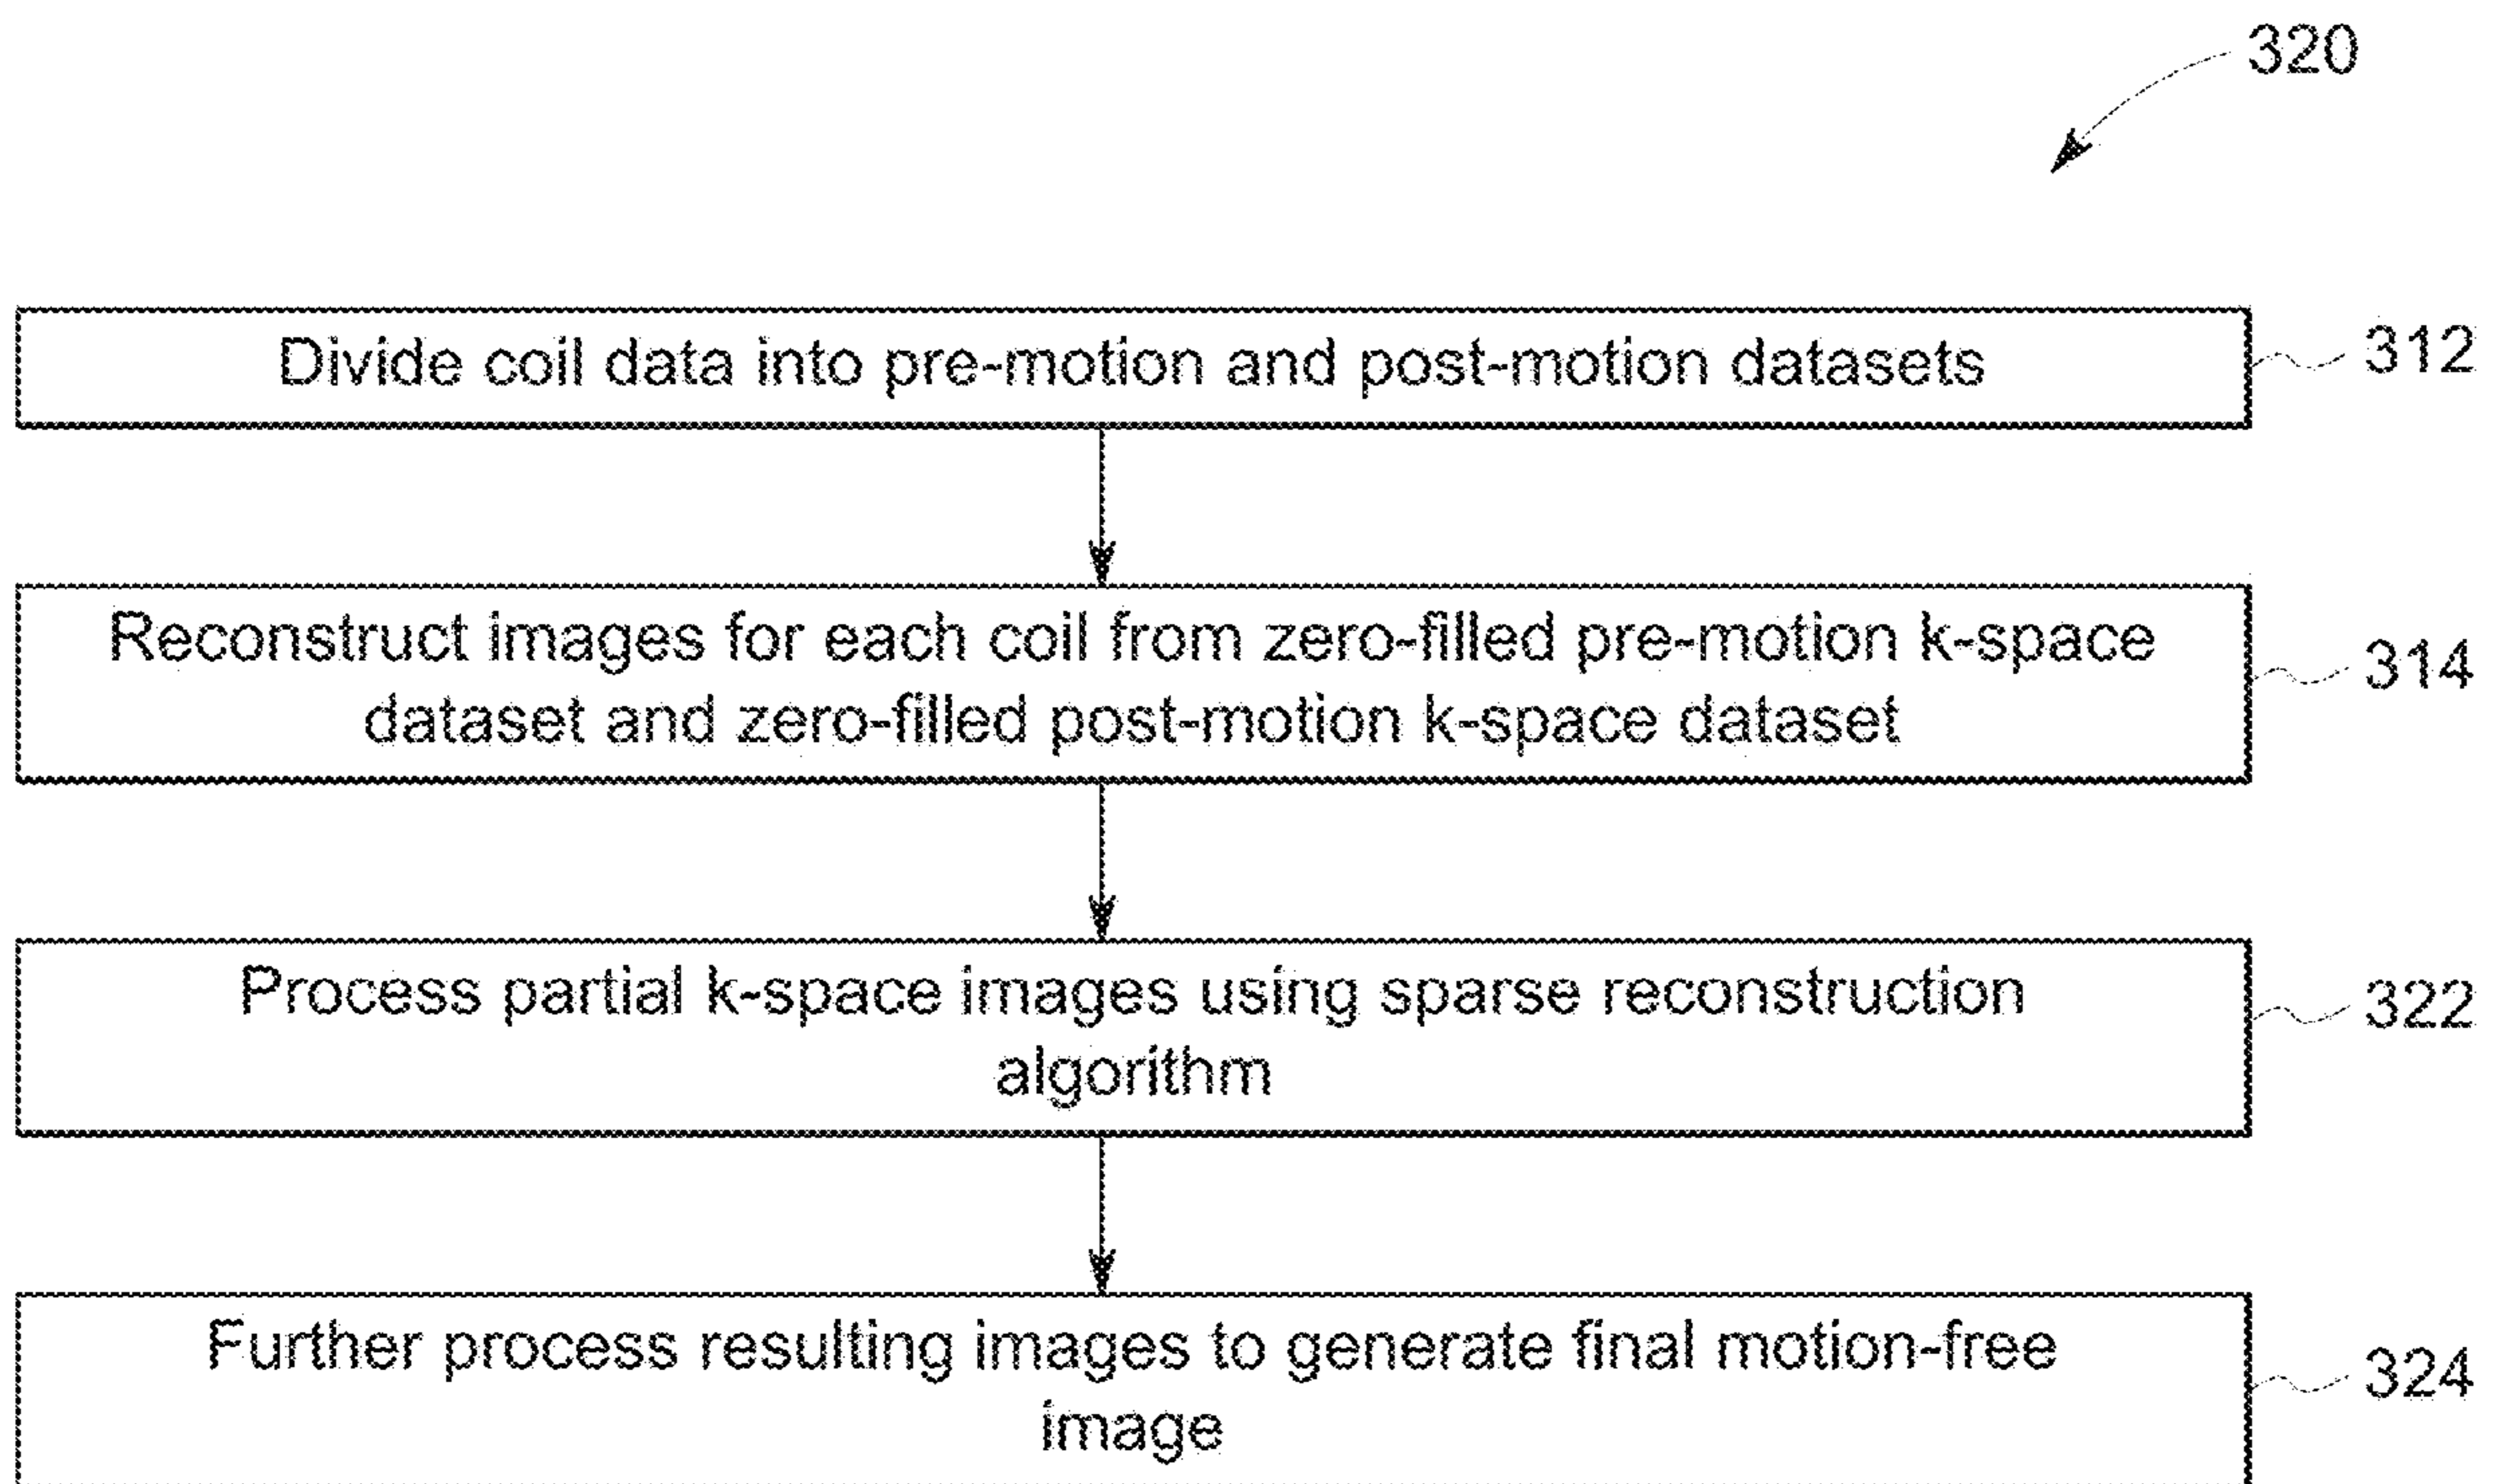 320
Divide coil data into pre-motion and post-motion datasets
312
Reconstruct images for each coil from zero-filled pre-motion k-space
dataset and zero-filled post-motion k-space dataset
314
Process partial k-space images using sparse reconstruction
algorithm
322
Further process resulting images to generate final motion-free
image
324